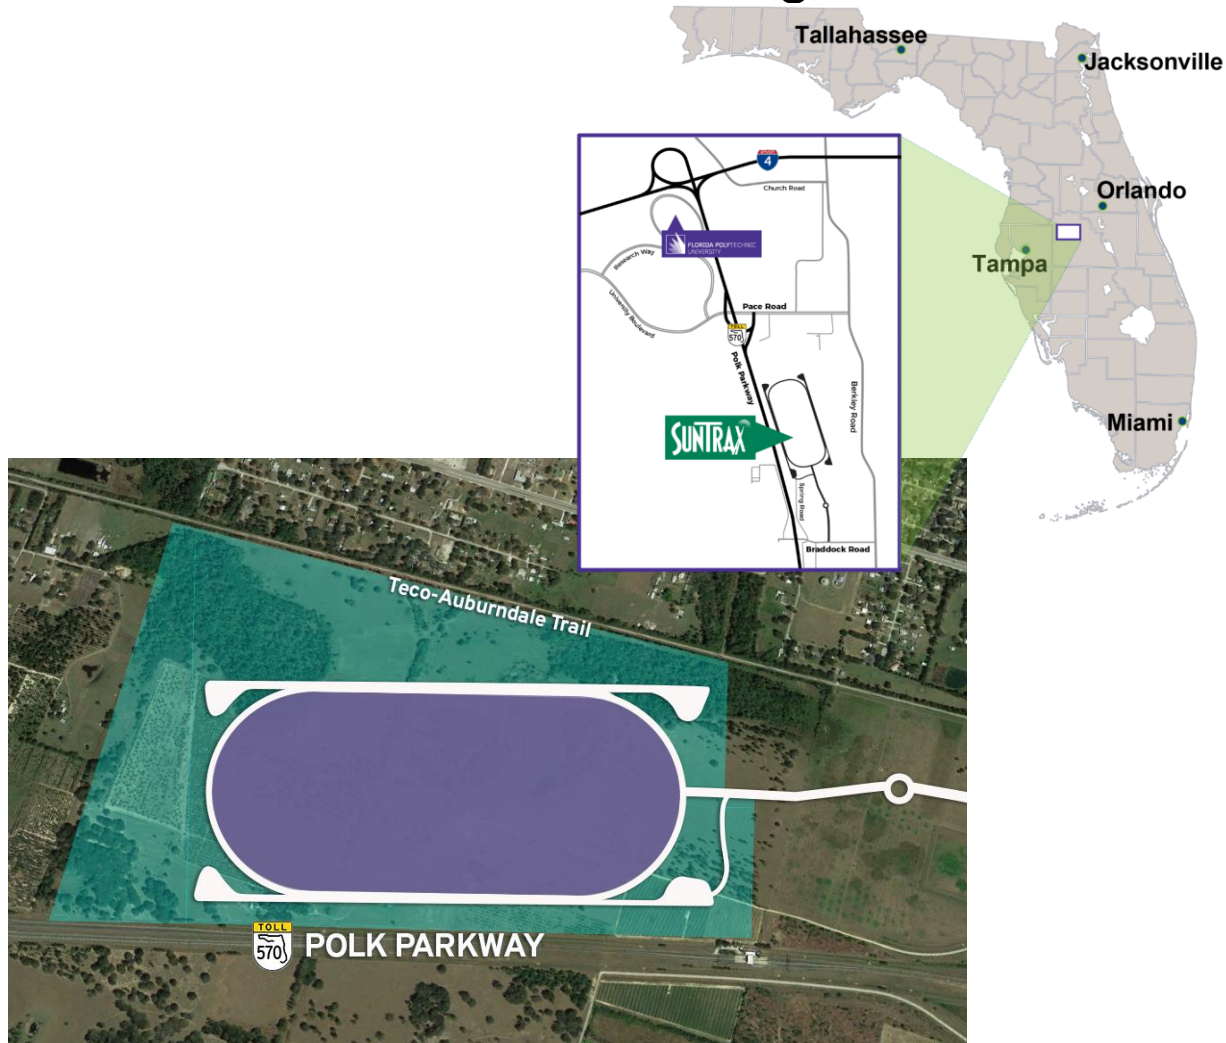 Tallahassee
Jacksonville
Orlando
Tampa
Miami
4
Church Road
FLORIDA POLYTECHNIC
UNIVERSITY
Research Way
University Boulevard
Pace Road
TOLL
570
Polk Parkway
Berkley Road
SUNTRAX
Spring Road
Braddock Road
Teco-Auburndale Trail
TOLL
570
POLK PARKWAY